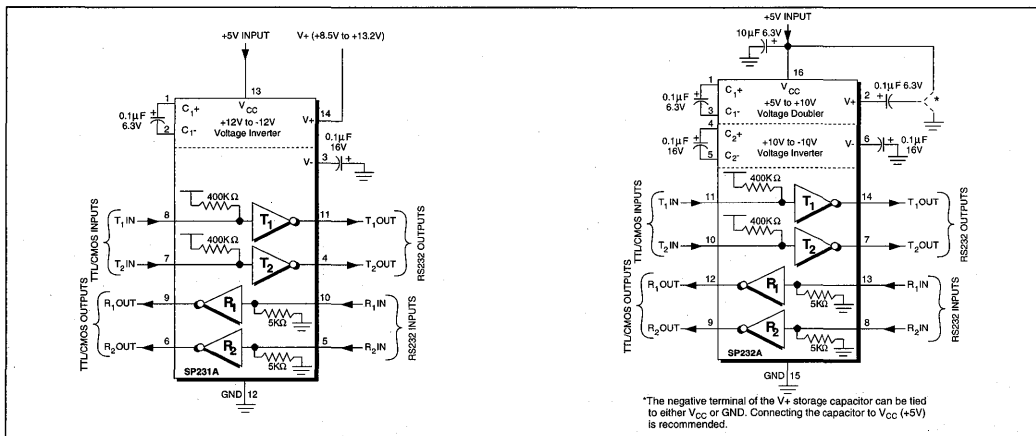 +5V INPUT
V+ (+8.5V to +13.2V)
13
VCC
1
C1+
0.1µF
6.3V
2
C1-
+12V to -12V
Voltage Inverter
V+
14
0.1µF
16V
V-
3
400KΩ
T1IN
8
T1
11
T1OUT
400KΩ
T2IN
7
T2
4
T2OUT
TTL/CMOS INPUTS
RS232 OUTPUTS
R1OUT
9
R1
10
R1IN
5KΩ
R2OUT
6
R2
5
R2IN
5KΩ
TTL/CMOS OUTPUTS
RS232 INPUTS
SP231A
GND
12
+5V INPUT
10µF 6.3V
16
VCC
1
C1+
0.1µF
6.3V
3
C1-
+5V to +10V
Voltage Doubler
2
V+
0.1µF
6.3V
*
4
C2+
0.1µF
16V
5
C2-
+10V to -10V
Voltage Inverter
V-
6
0.1µF
16V
400KΩ
T1IN
11
T1
14
T1OUT
400KΩ
T2IN
10
T2
7
T2OUT
TTL/CMOS INPUTS
RS232 OUTPUTS
R1OUT
12
R1
13
R1IN
5KΩ
R2OUT
9
R2
8
R2IN
5KΩ
TTL/CMOS OUTPUTS
RS232 INPUTS
SP232A
GND
15
*The negative terminal of the V+ storage capacitor can be tied
to either VCC or GND. Connecting the capacitor to VCC (+5V)
is recommended.